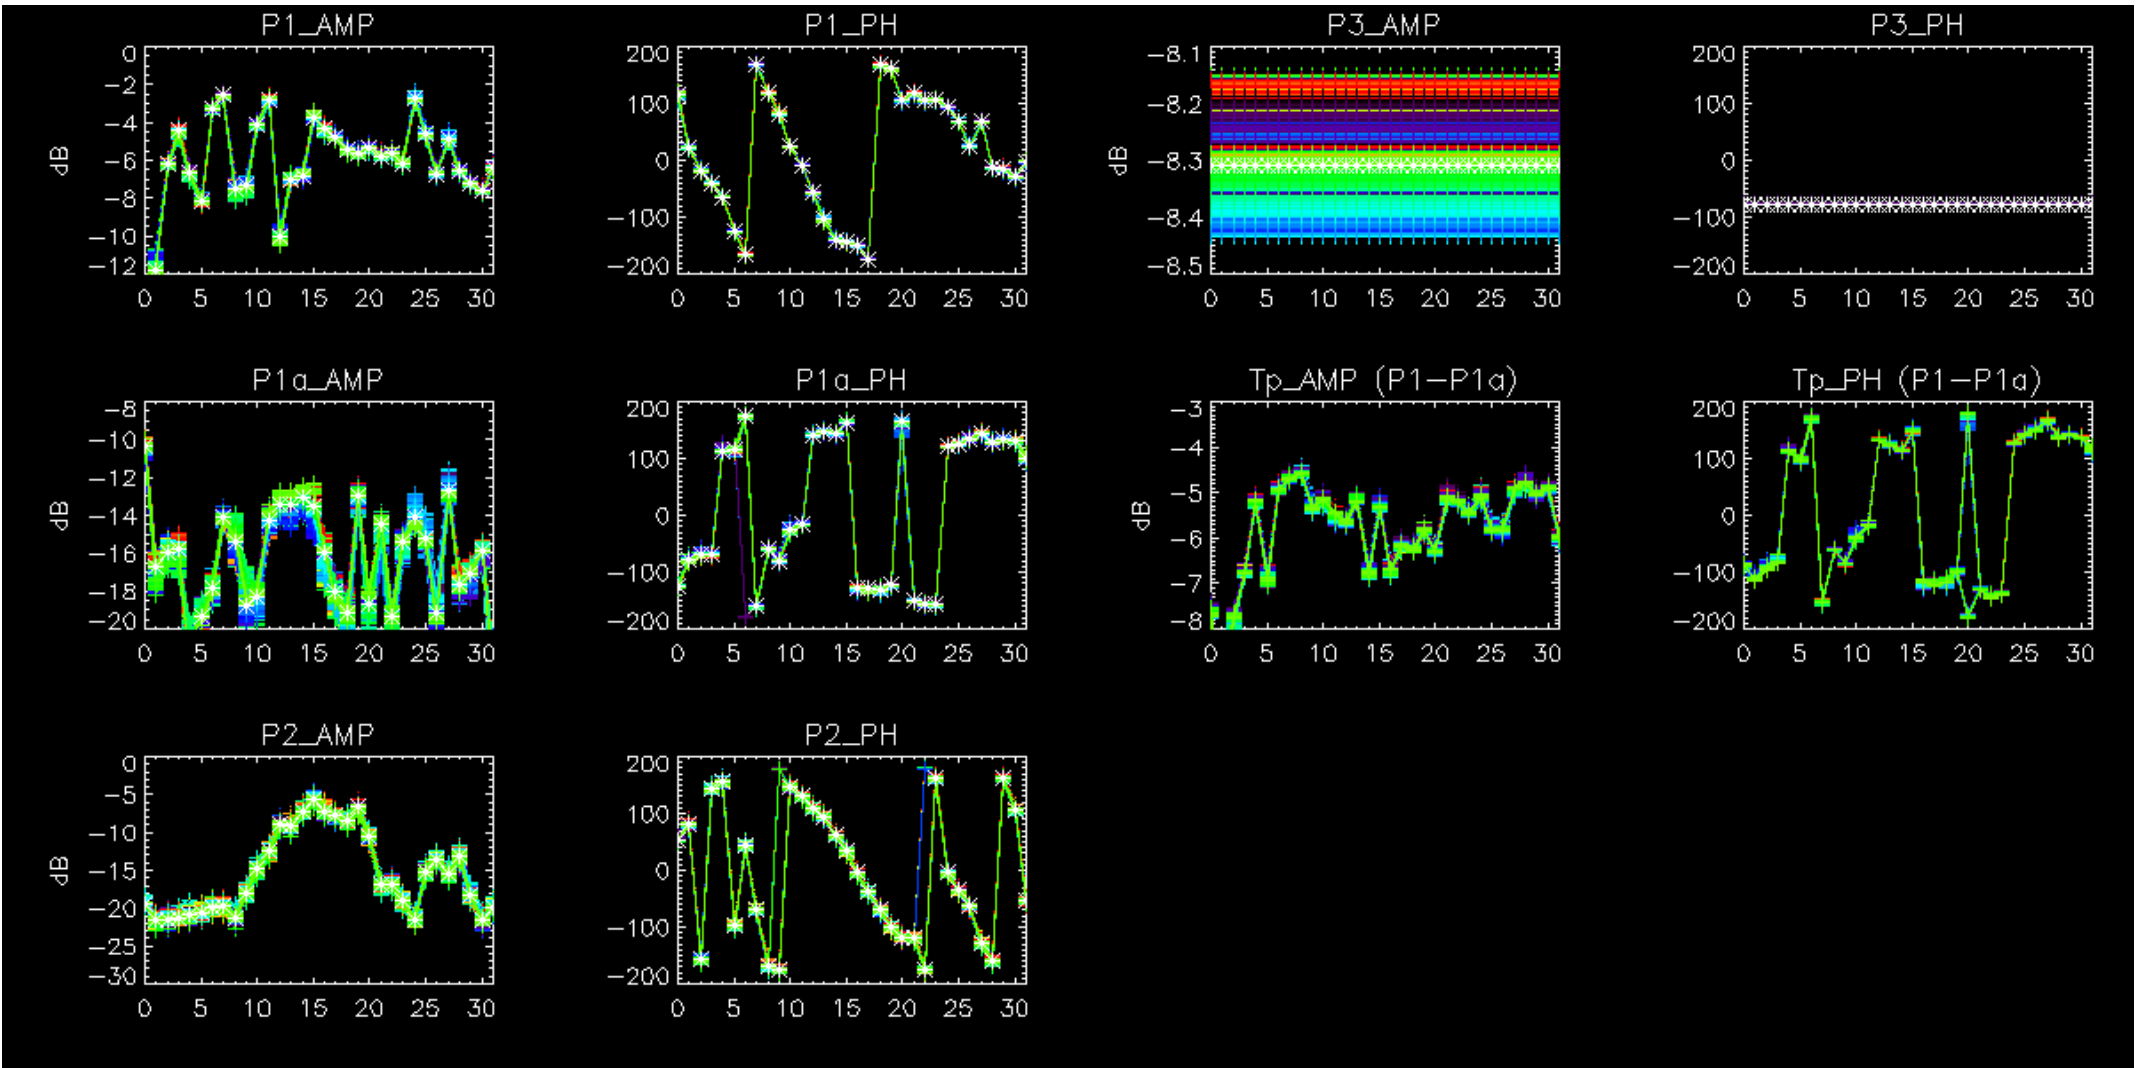 P1_AMP P1_PH P3_AMP P3_PH
0 200 -8.1 200
-2
-4 100 -8.2 100
dB -6 0 dB -8.3 0
-8
-10 -100 -8.4 -100
-12 -200 -8.5 -200
0 5 10 15 20 25 30 0 5 10 15 20 25 30 0 5 10 15 20 25 30 0 5 10 15 20 25 30
P1a_AMP P1a_PH Tp_AMP (P1-P1a) Tp_PH (P1-P1a)
-8 200 -3 200
-10 100 -4 100
-12
dB -14 0 dB -5 0
-16 -6
-18 -100 -7 -100
-20 -200 -8 -200
0 5 10 15 20 25 30 0 5 10 15 20 25 30 0 5 10 15 20 25 30 0 5 10 15 20 25 30
P2_AMP P2_PH
0 200
-5 100
-10
dB -15 0
-20
-25 -100
-30 -200
0 5 10 15 20 25 30 0 5 10 15 20 25 30